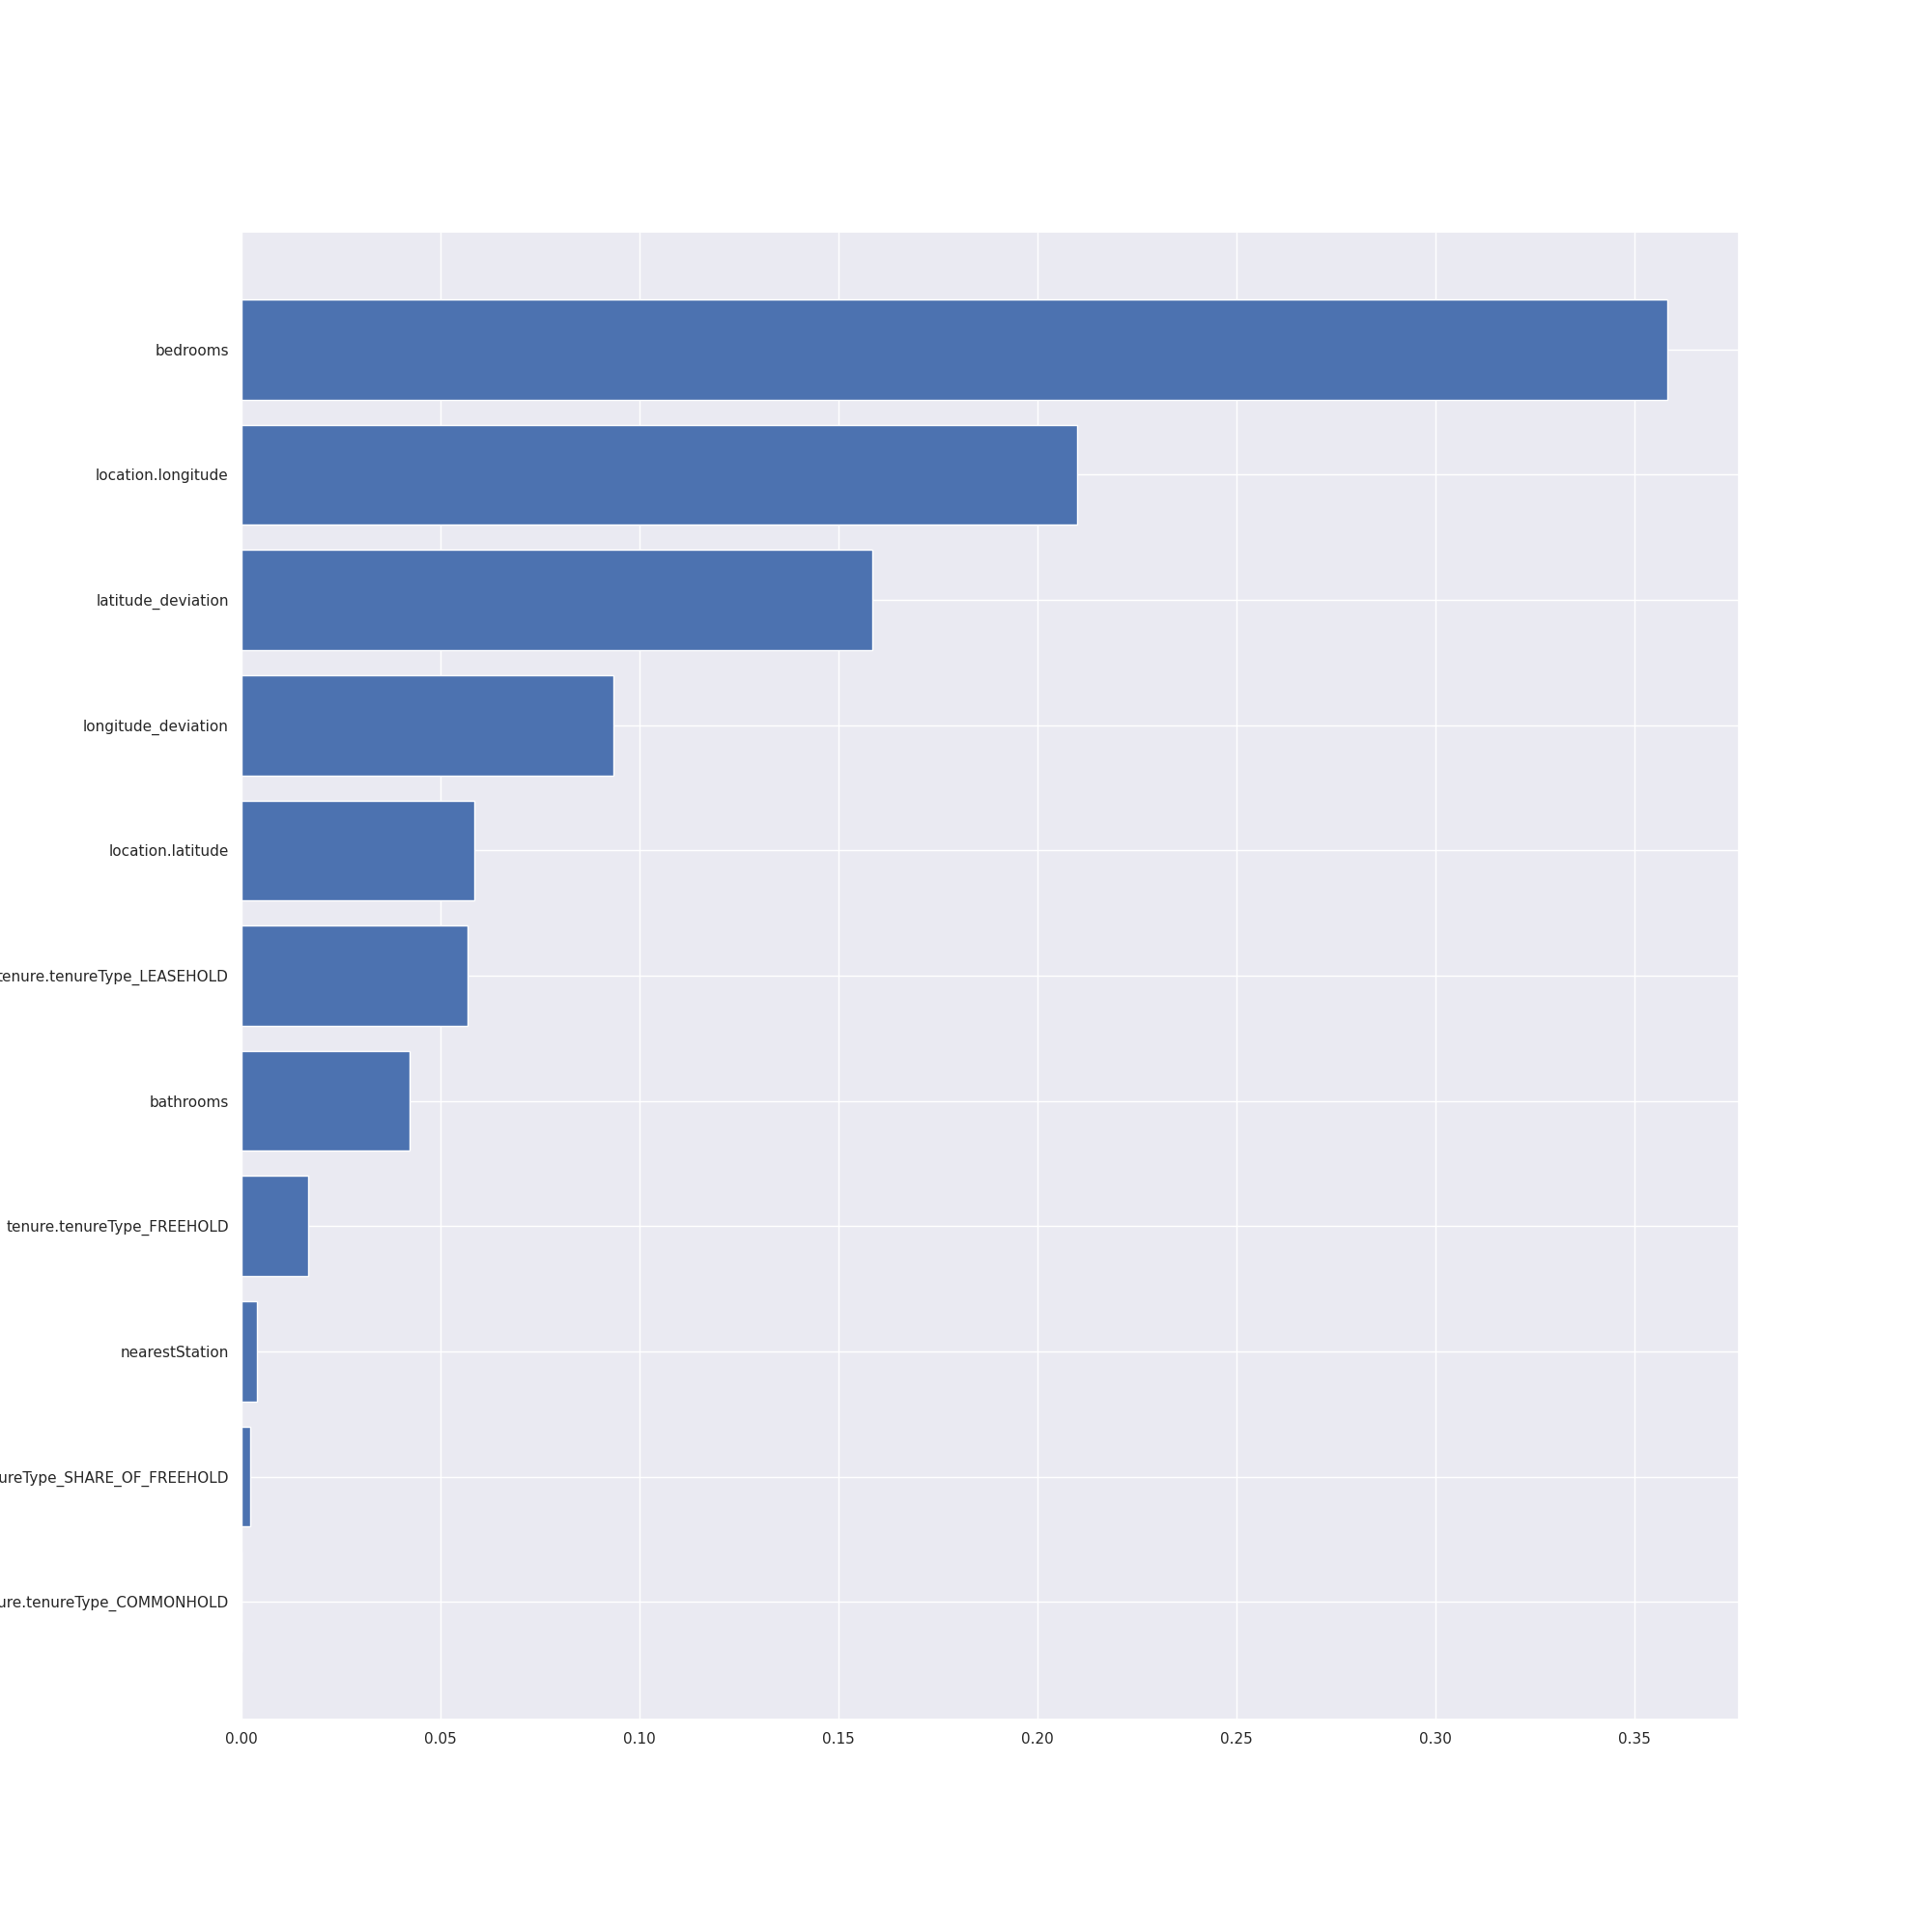 bedrooms
location.longitude
latitude_deviation
longitude_deviation
location.latitude
tenure.tenureType_LEASEHOLD
bathrooms
tenure.tenureType_FREEHOLD
nearestStation
ureType_SHARE_OF_FREEHOLD
ure.tenureType_COMMONHOLD
0.00 0.05 0.10 0.15 0.20 0.25 0.30 0.35